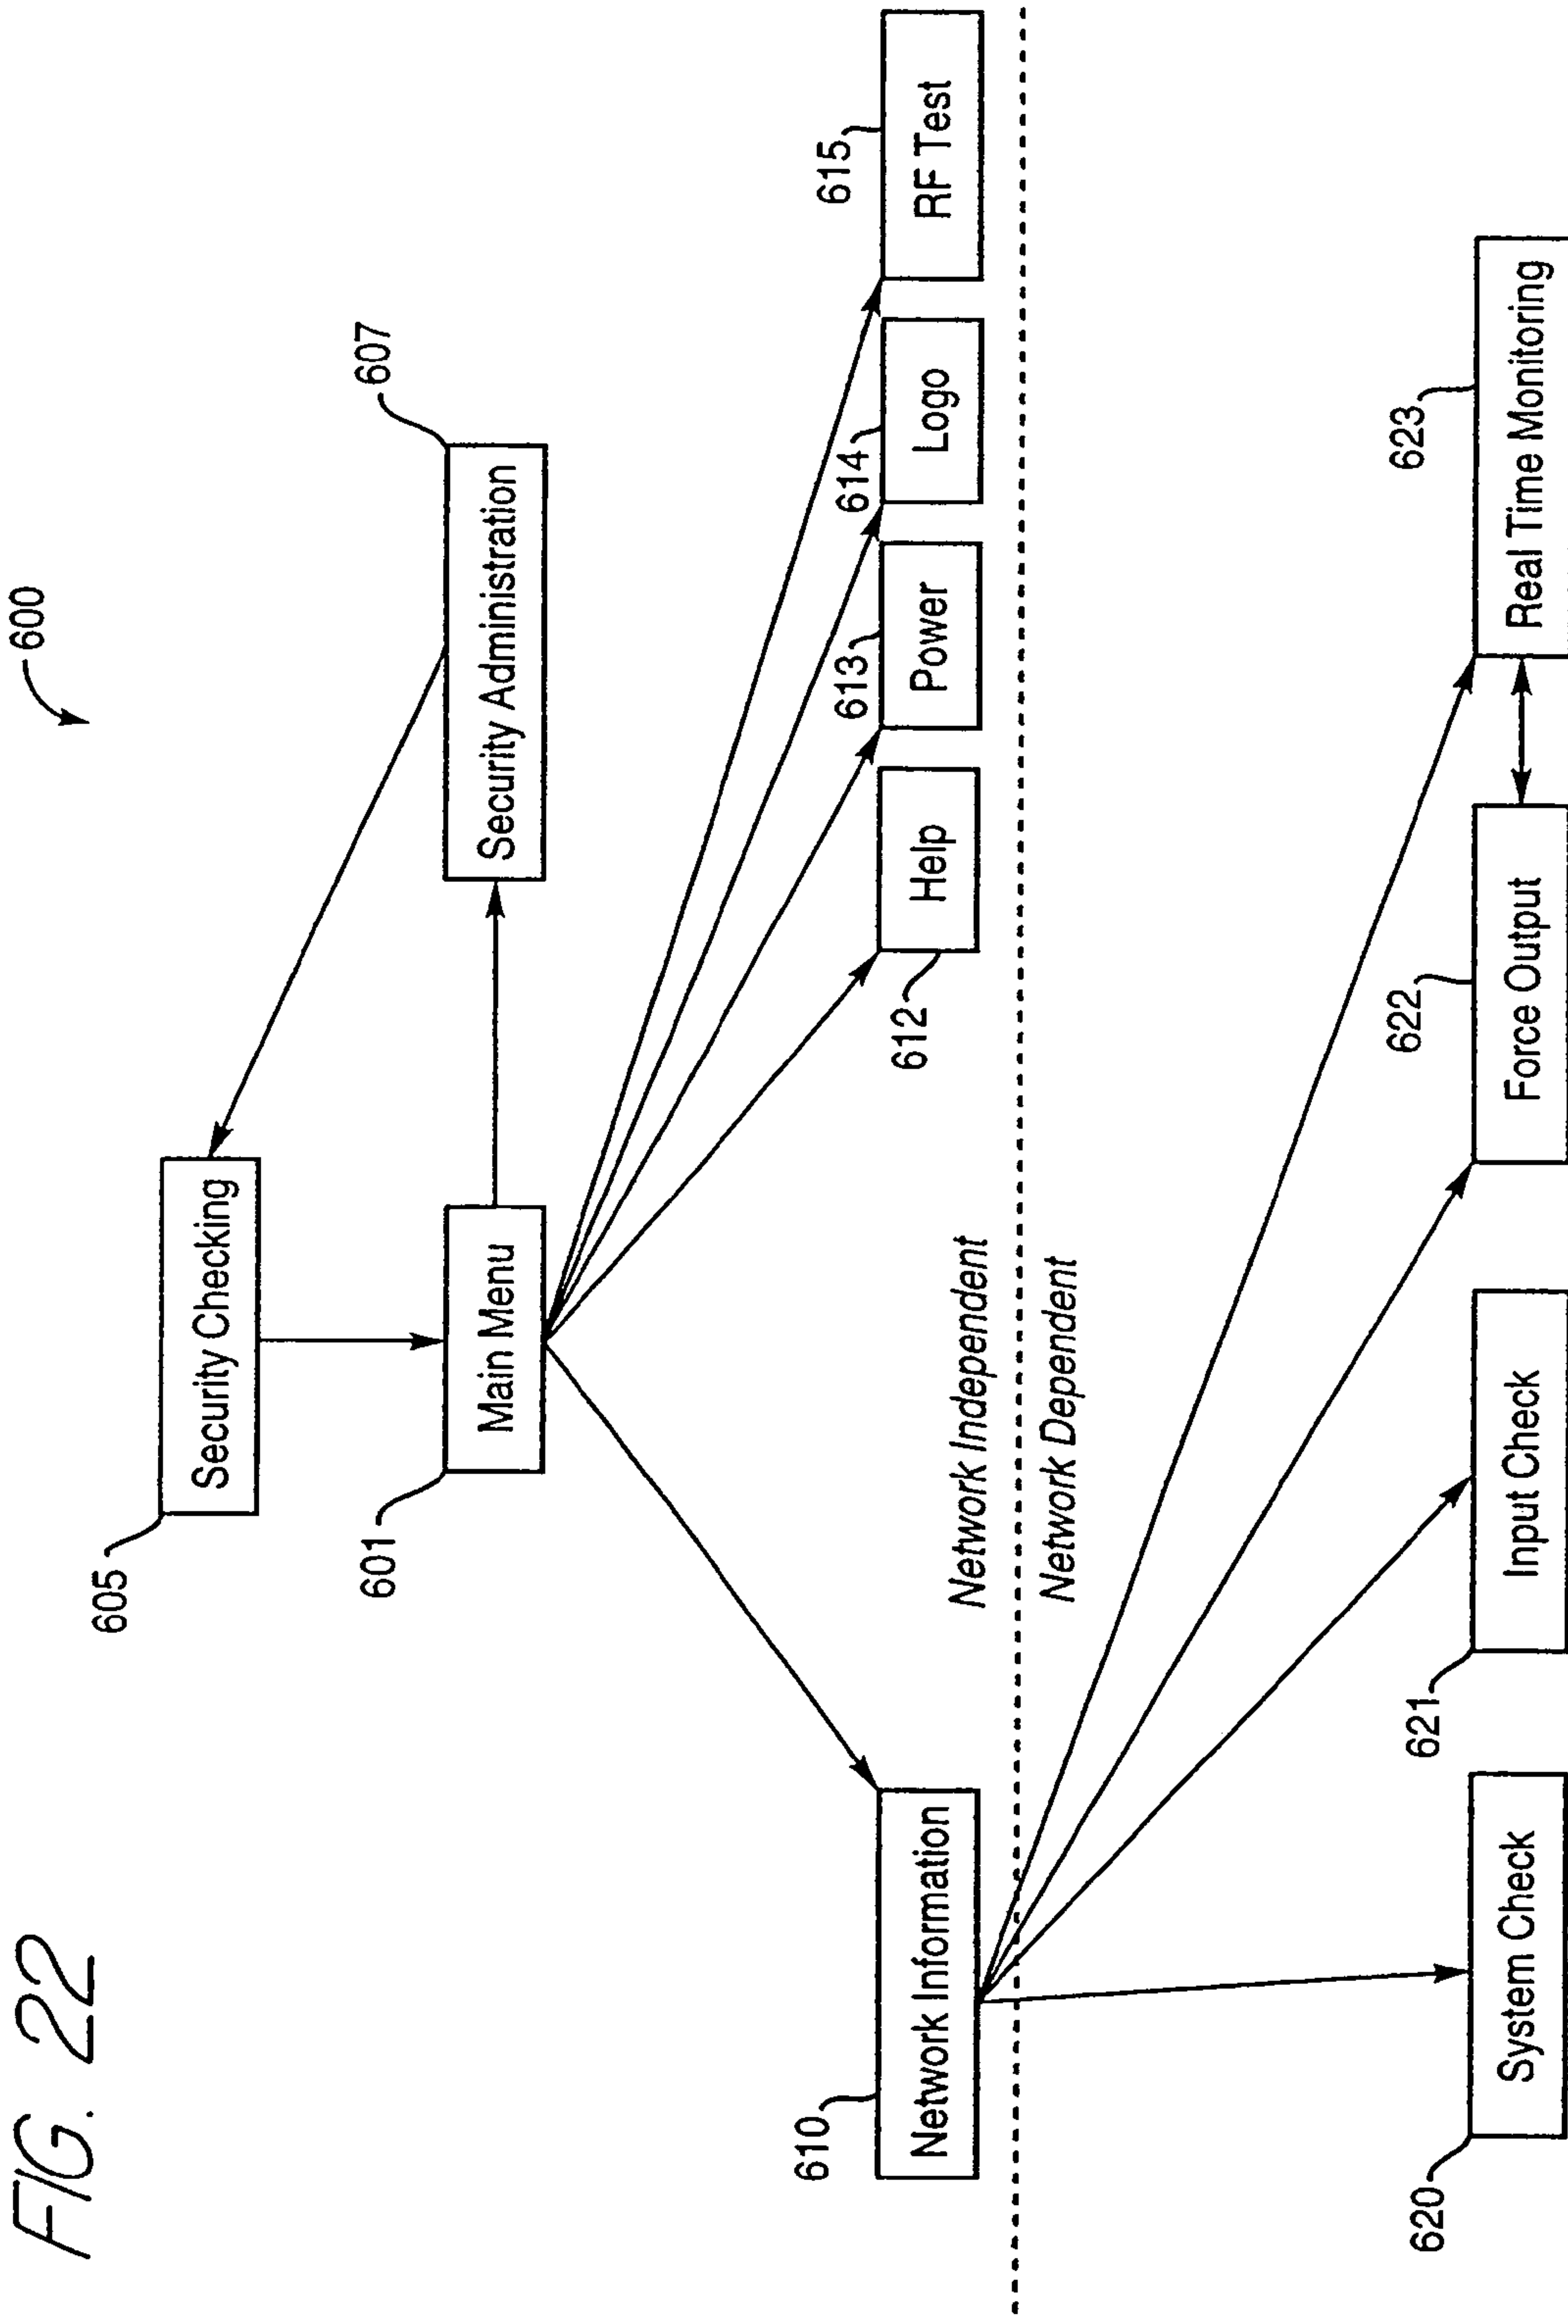 FIG. 22
600
605
Security Checking
601
Main Menu
607
Security Administration
610
Network Information
612
Help
613
Power
614
Logo
615
RF Test
Network Independent
Network Dependent
620
System Check
621
Input Check
622
Force Output
623
Real Time Monitoring